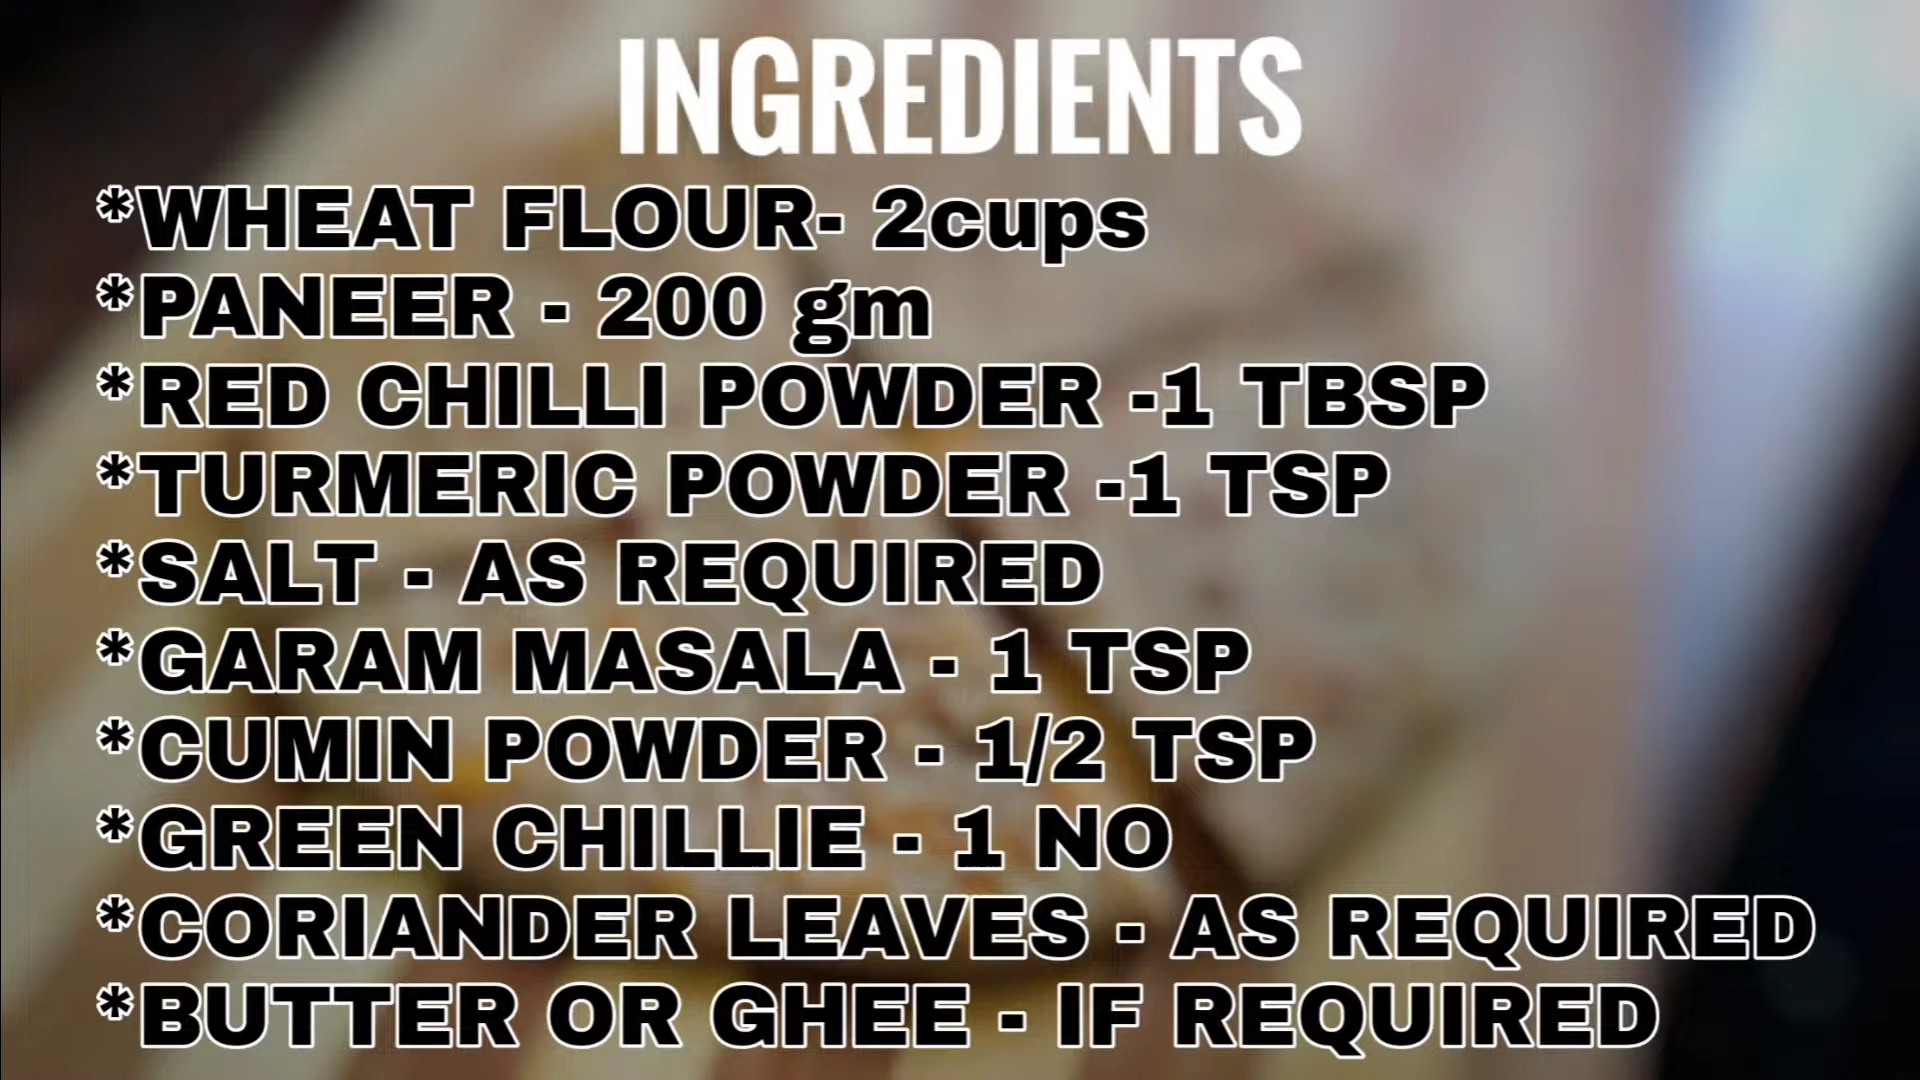 INGREDIENTS
*WHEAT FLOUR- 2cups
*PANEER - 200 gm
*RED CHILLI POWDER -1 TBSP
*TURMERIC POWDER -1 TSP
*SALT - AS REQUIRED
*GARAM MASALA - 1 TSP
*CUMIN POWDER - 1/2 TSP
*GREEN CHILLIE - 1 NO
*CORIANDER LEAVES - AS REQUIRED
*BUTTER OR GHEE - IF REQUIRED